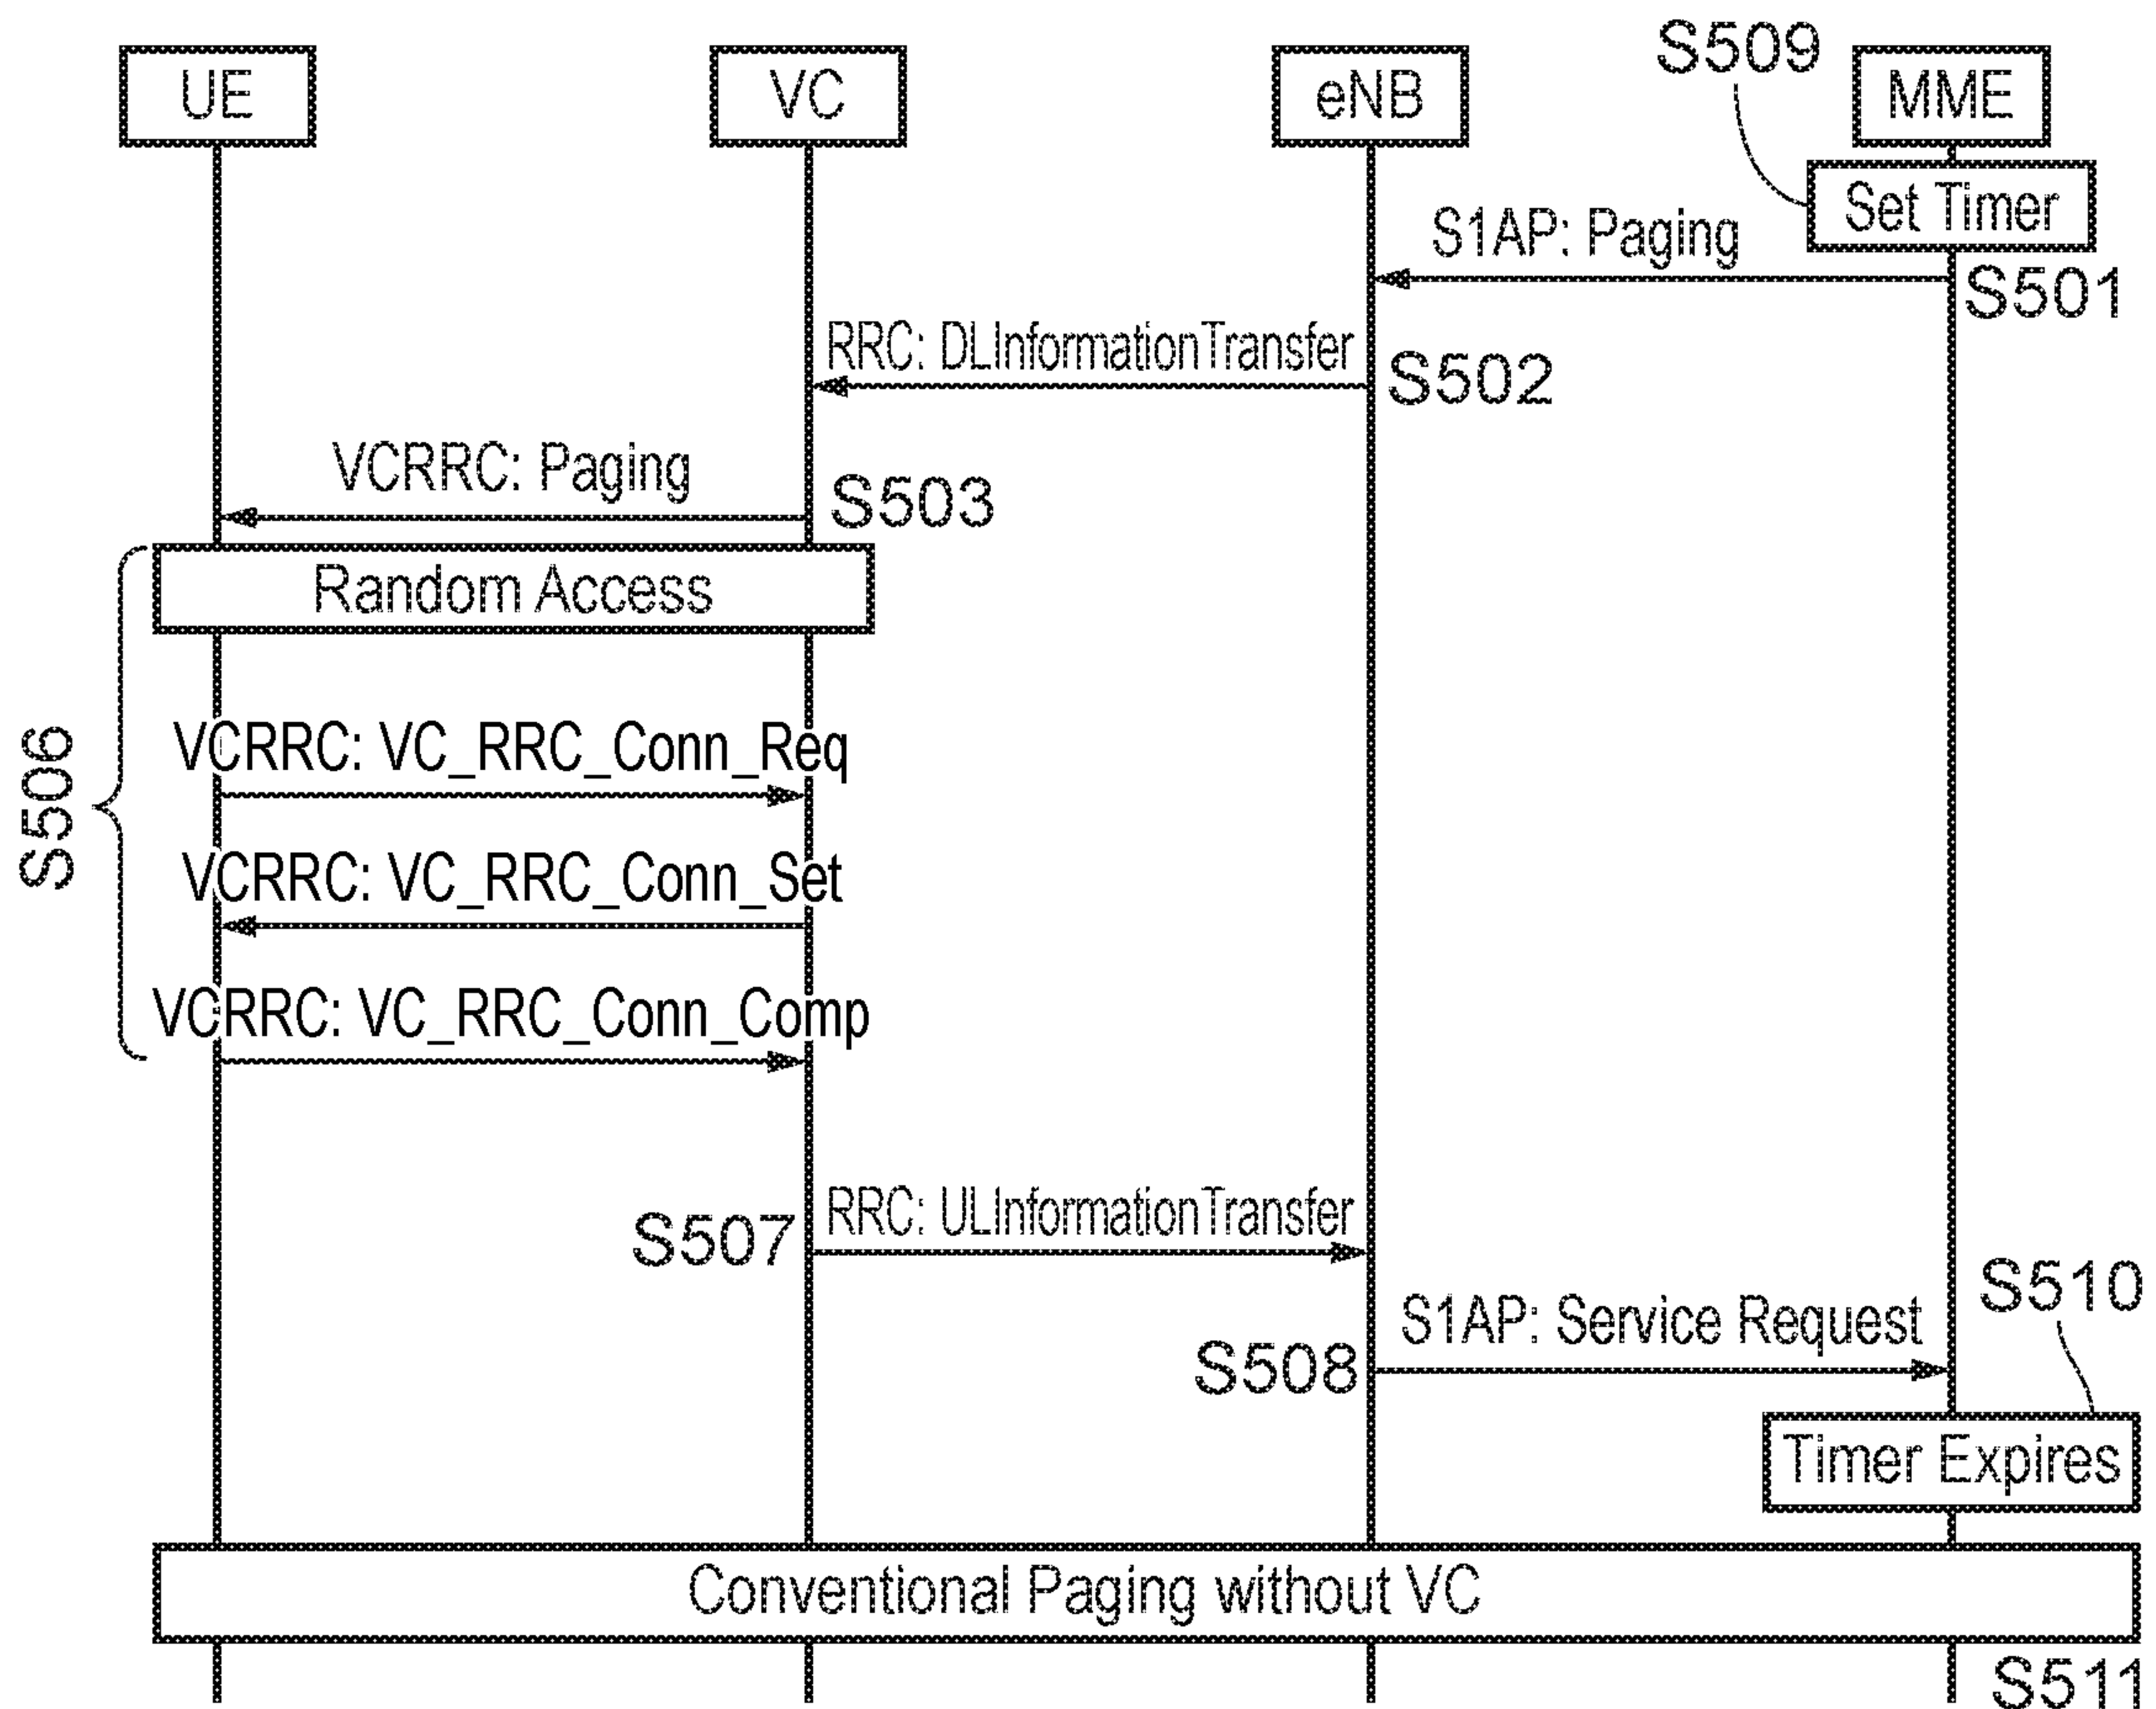 UE
VC
eNB
S509
MME
Set Timer
S1AP: Paging
S501
RRC: DLInformationTransfer
S502
VCRRC: Paging
S503
Random Access
S506
VCRRC: VC_RRC_Conn_Req
VCRRC: VC_RRC_Conn_Set
VCRRC: VC_RRC_Conn_Comp
S507
RRC: ULInformationTransfer
S510
S1AP: Service Request
S508
Timer Expires
Conventional Paging without VC
S511